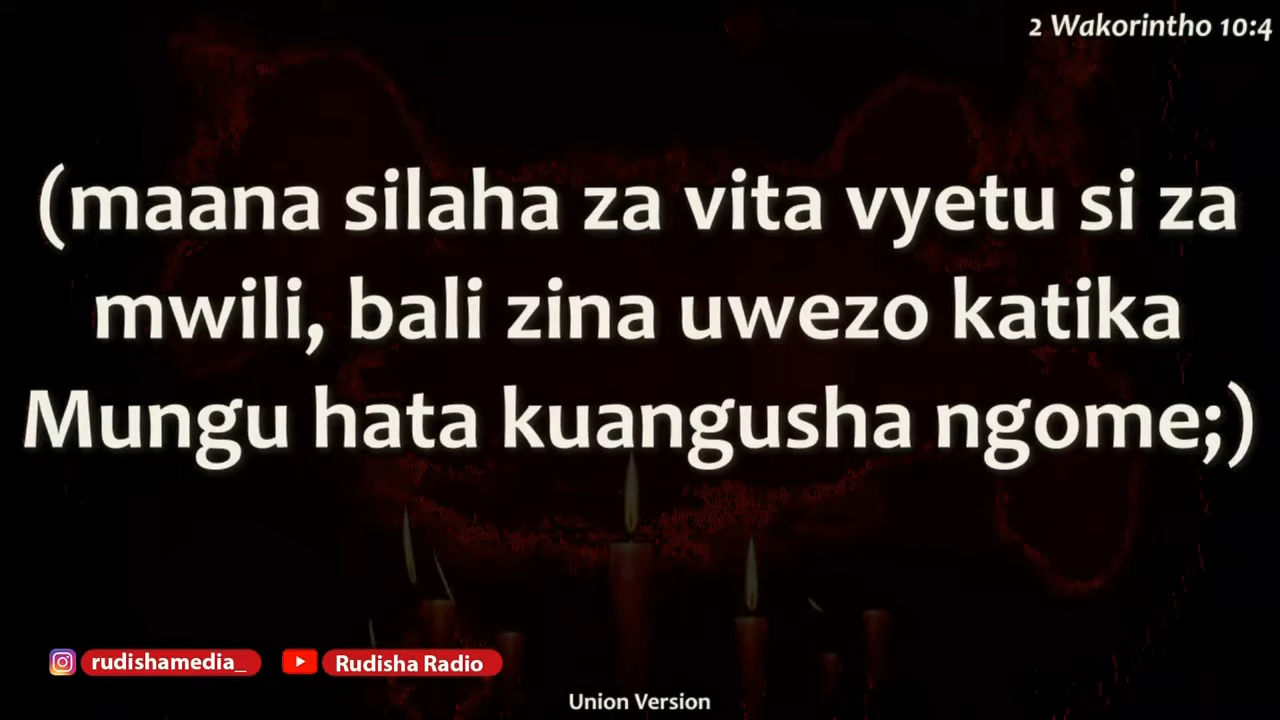 2 Wakorintho 10:4
(maana silaha za vita vyetu si za
mwili, bali zina uwezo katika
Mungu hata kuangusha ngome;)
rudishamedia_
Rudisha Radio
Union Version